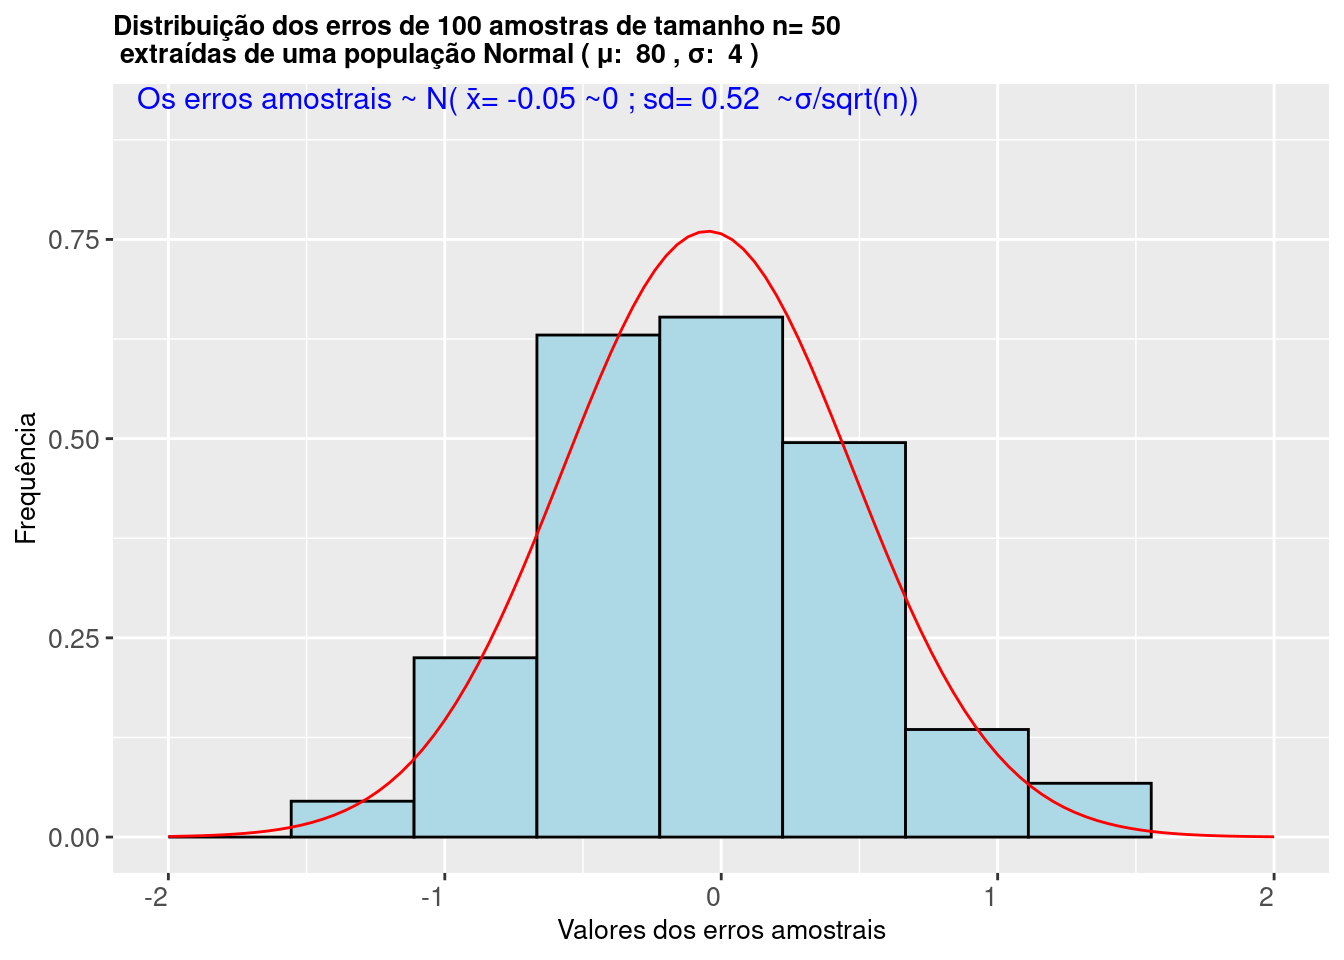 Distribuição dos erros de 100 amostras de tamanho n= 50
extraídas de uma população Normal ( μ:  80 , σ:  4 )
Os erros amostrais ~ N( x̄= -0.05 ~0 ; sd= 0.52  ~σ/sqrt(n))
Frequência
0.75
0.50
0.25
0.00
-2
-1
0
1
2
Valores dos erros amostrais